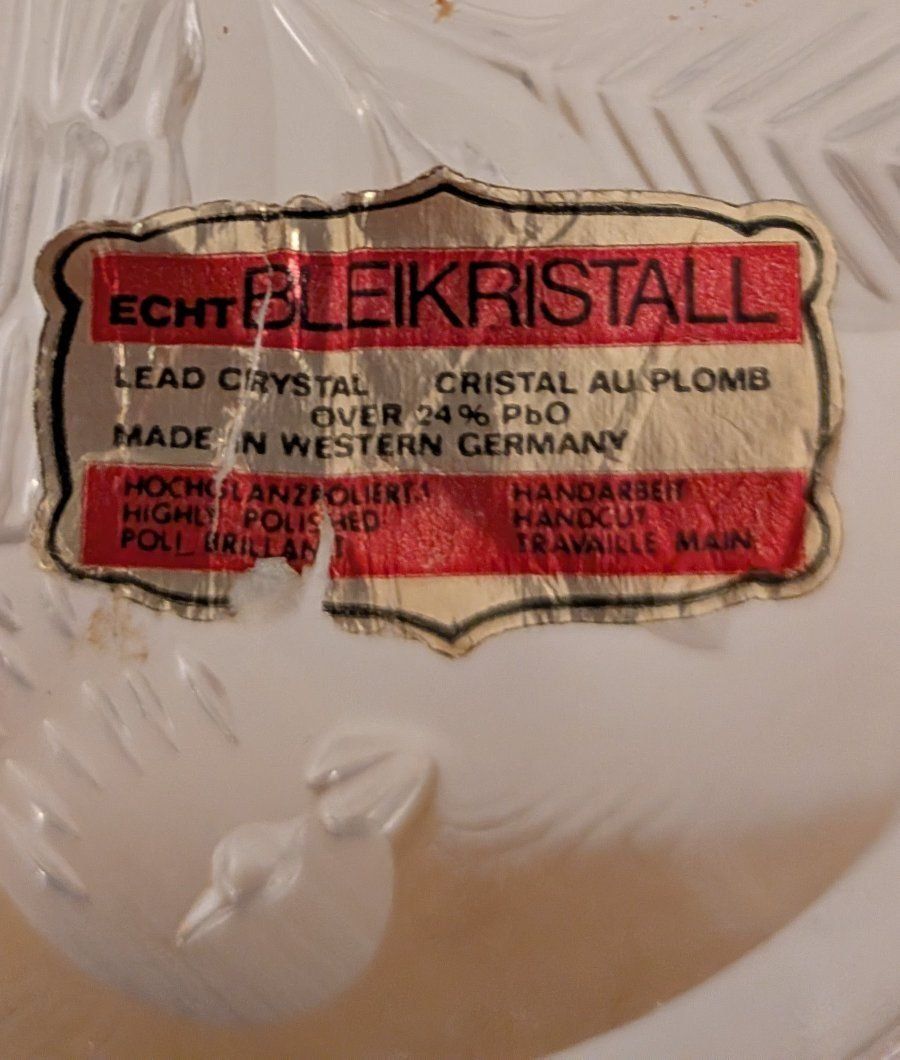 ECHT BLEIKRISTALL
LEAD CRYSTAL CRISTAL AU PLOMB
OVER 24% PbO
MADE IN WESTERN GERMANY
HOCHGLANZPOLIERT HANDARBEIT
HIGHLY POLISHED HANDCUT
POLI BRILLANT TRAVAILLE MAIN